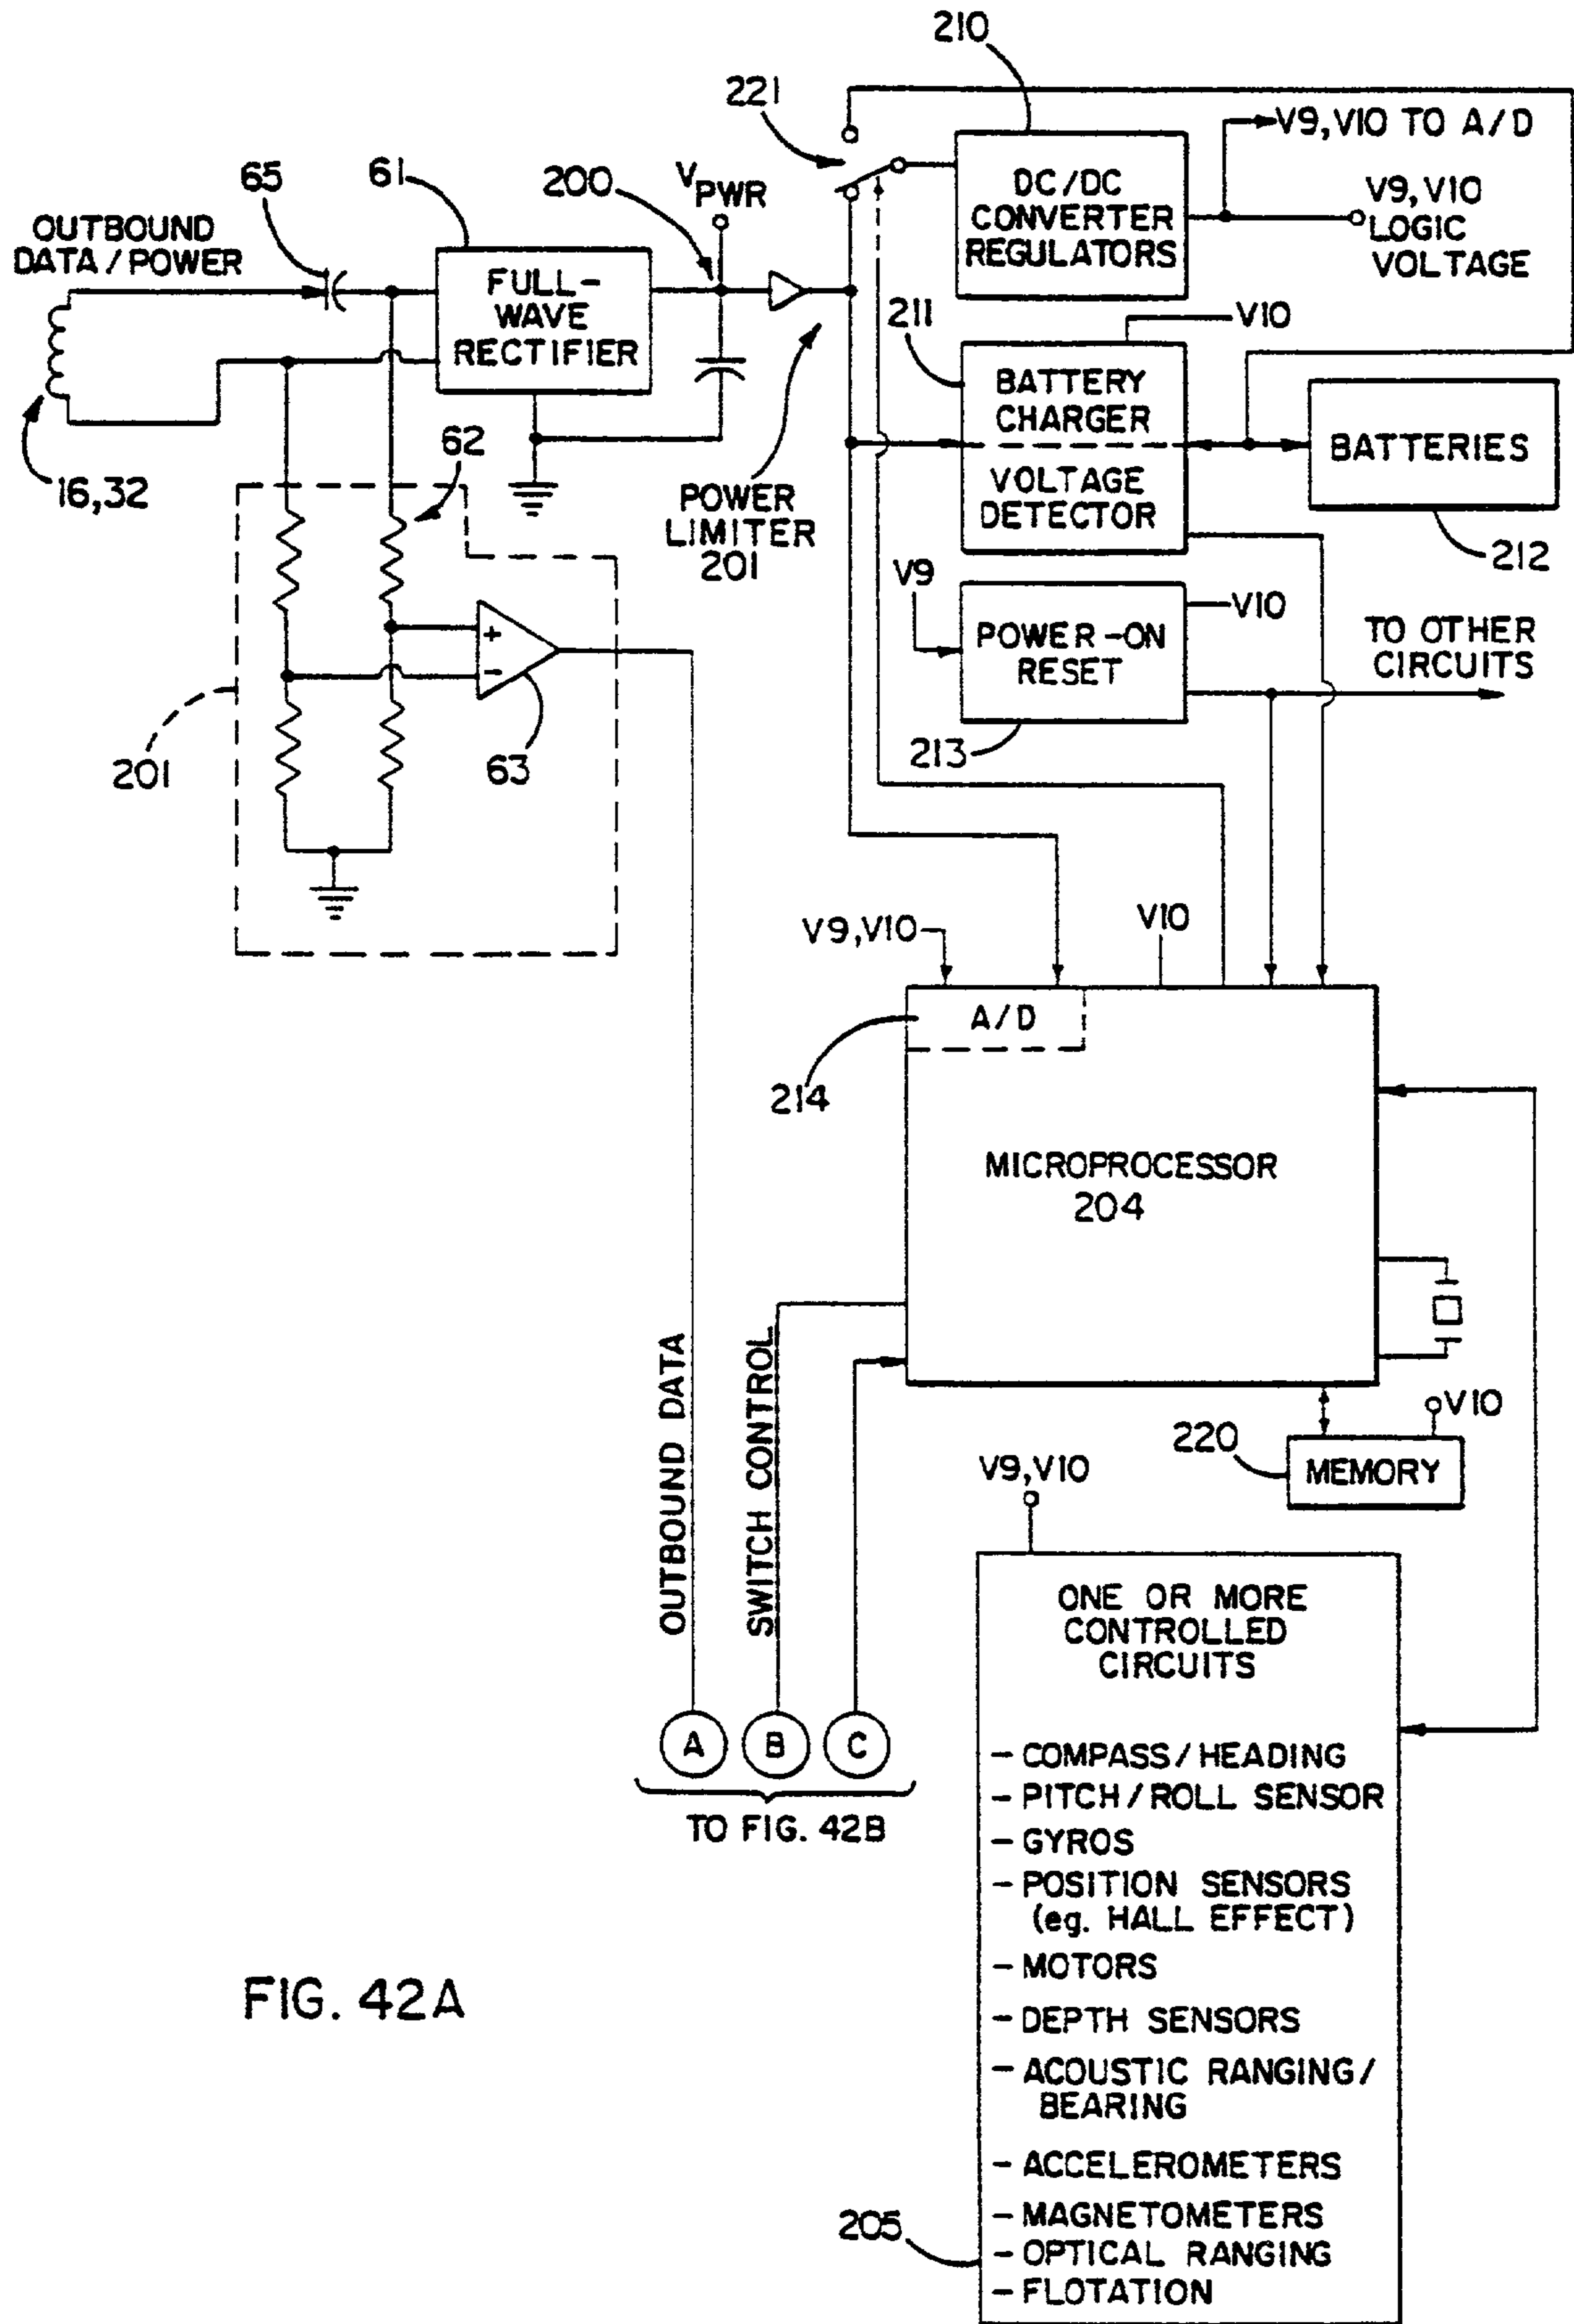 210
221
V9, V10 TO A/D
65
61
200
VPWR
DC/DC
CONVERTER
REGULATORS
V9, V10
LOGIC
VOLTAGE
OUTBOUND
DATA/POWER
FULL-
WAVE
RECTIFIER
211
V10
BATTERY
CHARGER
VOLTAGE
DETECTOR
BATTERIES
16,32
62
POWER
LIMITER
201
212
V9
V10
POWER-ON
RESET
TO OTHER
CIRCUITS
+
-
201
63
213
V9,V10
V10
A/D
214
MICROPROCESSOR
204
OUTBOUND DATA
SWITCH CONTROL
V10
220
MEMORY
V9,V10
ONE OR MORE
CONTROLLED
CIRCUITS
A
B
C
TO FIG. 42B
- COMPASS/HEADING
- PITCH/ROLL SENSOR
- GYROS
- POSITION SENSORS
(eg. HALL EFFECT)
- MOTORS
- DEPTH SENSORS
- ACOUSTIC RANGING/
BEARING
- ACCELEROMETERS
- MAGNETOMETERS
- OPTICAL RANGING
- FLOTATION
205
FIG. 42A